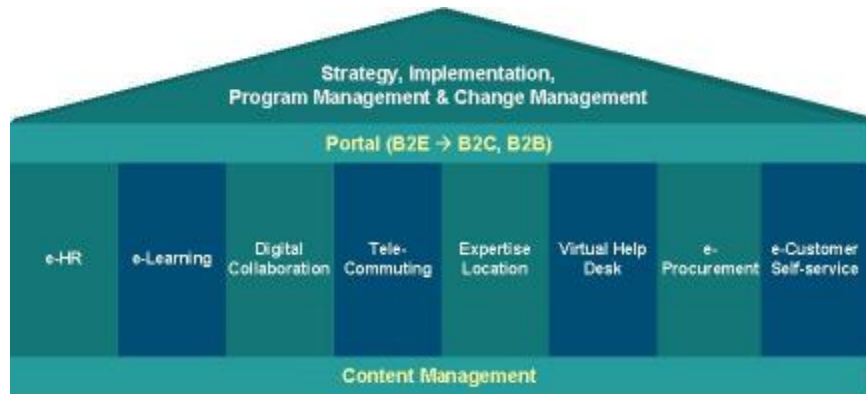 Strategy, Implementation,
Program Management & Change Management
Portal (B2E → B2C, B2B)
e-HR
e-Learning
Digital
Collaboration
Tele-
Commuting
Expertise
Location
Virtual Help
Desk
e-
Procurement
e-Customer
Self-service
Content Management